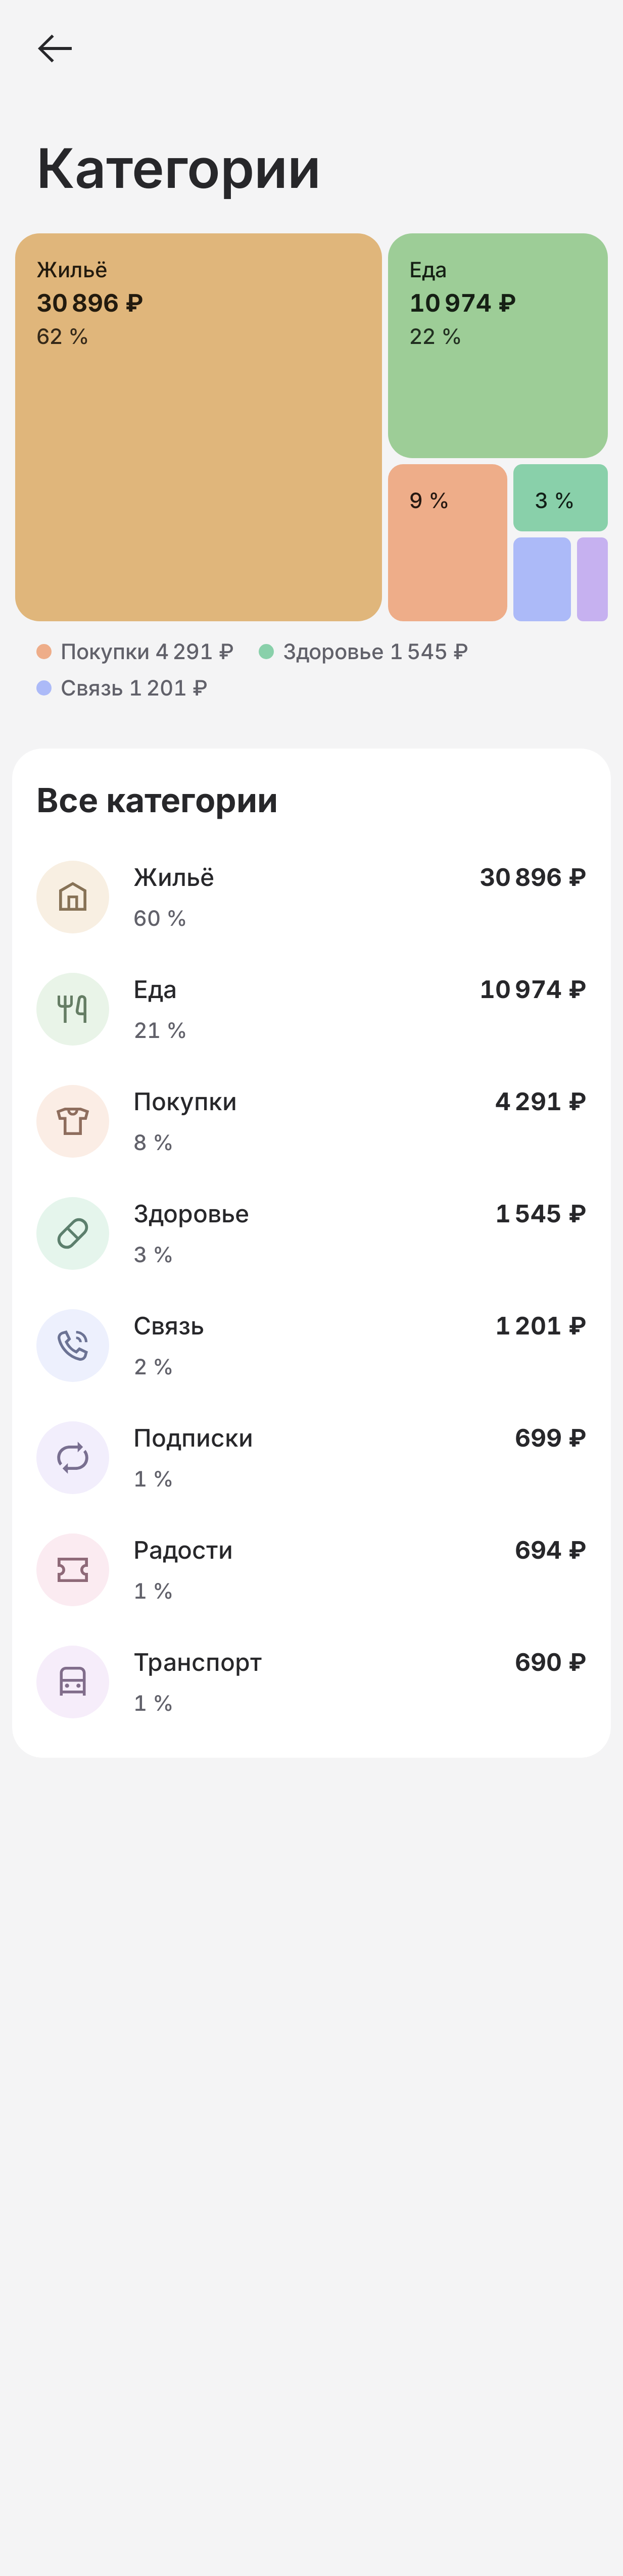 Категории
Жильё
30 896 ₽
62 %
Еда
10 974 ₽
22 %
9 %
3 %
Покупки 4 291 ₽
Здоровье 1 545 ₽
Связь 1 201 ₽
Все категории
Жильё
30 896 ₽
60 %
Еда
10 974 ₽
21 %
Покупки
4 291 ₽
8 %
Здоровье
1 545 ₽
3 %
Связь
1 201 ₽
2 %
Подписки
699 ₽
1 %
Радости
694 ₽
1 %
Транспорт
690 ₽
1 %